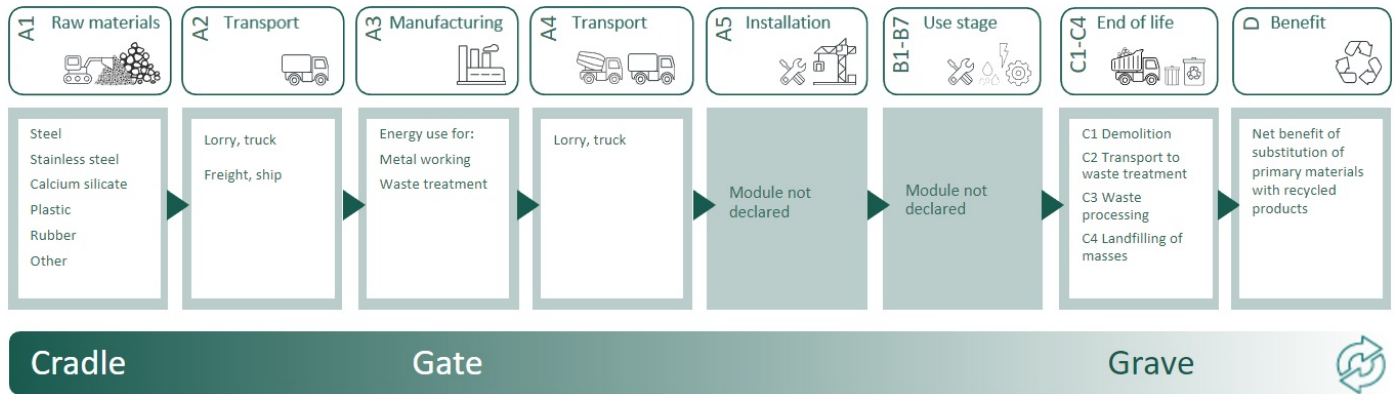 A1 Raw materials
A2 Transport
A3 Manufacturing
A4 Transport
A5 Installation
B1-B7 Use stage
C1-C4 End of life
D Benefit
Steel
Stainless steel
Calcium silicate
Plastic
Rubber
Other
Lorry, truck
Freight, ship
Energy use for:
Metal working
Waste treatment
Lorry, truck
Module not
declared
Module not
declared
C1 Demolition
C2 Transport to
waste treatment
C3 Waste
processing
C4 Landfilling of
masses
Net benefit of
substitution of
primary materials
with recycled
products
Cradle
Gate
Grave